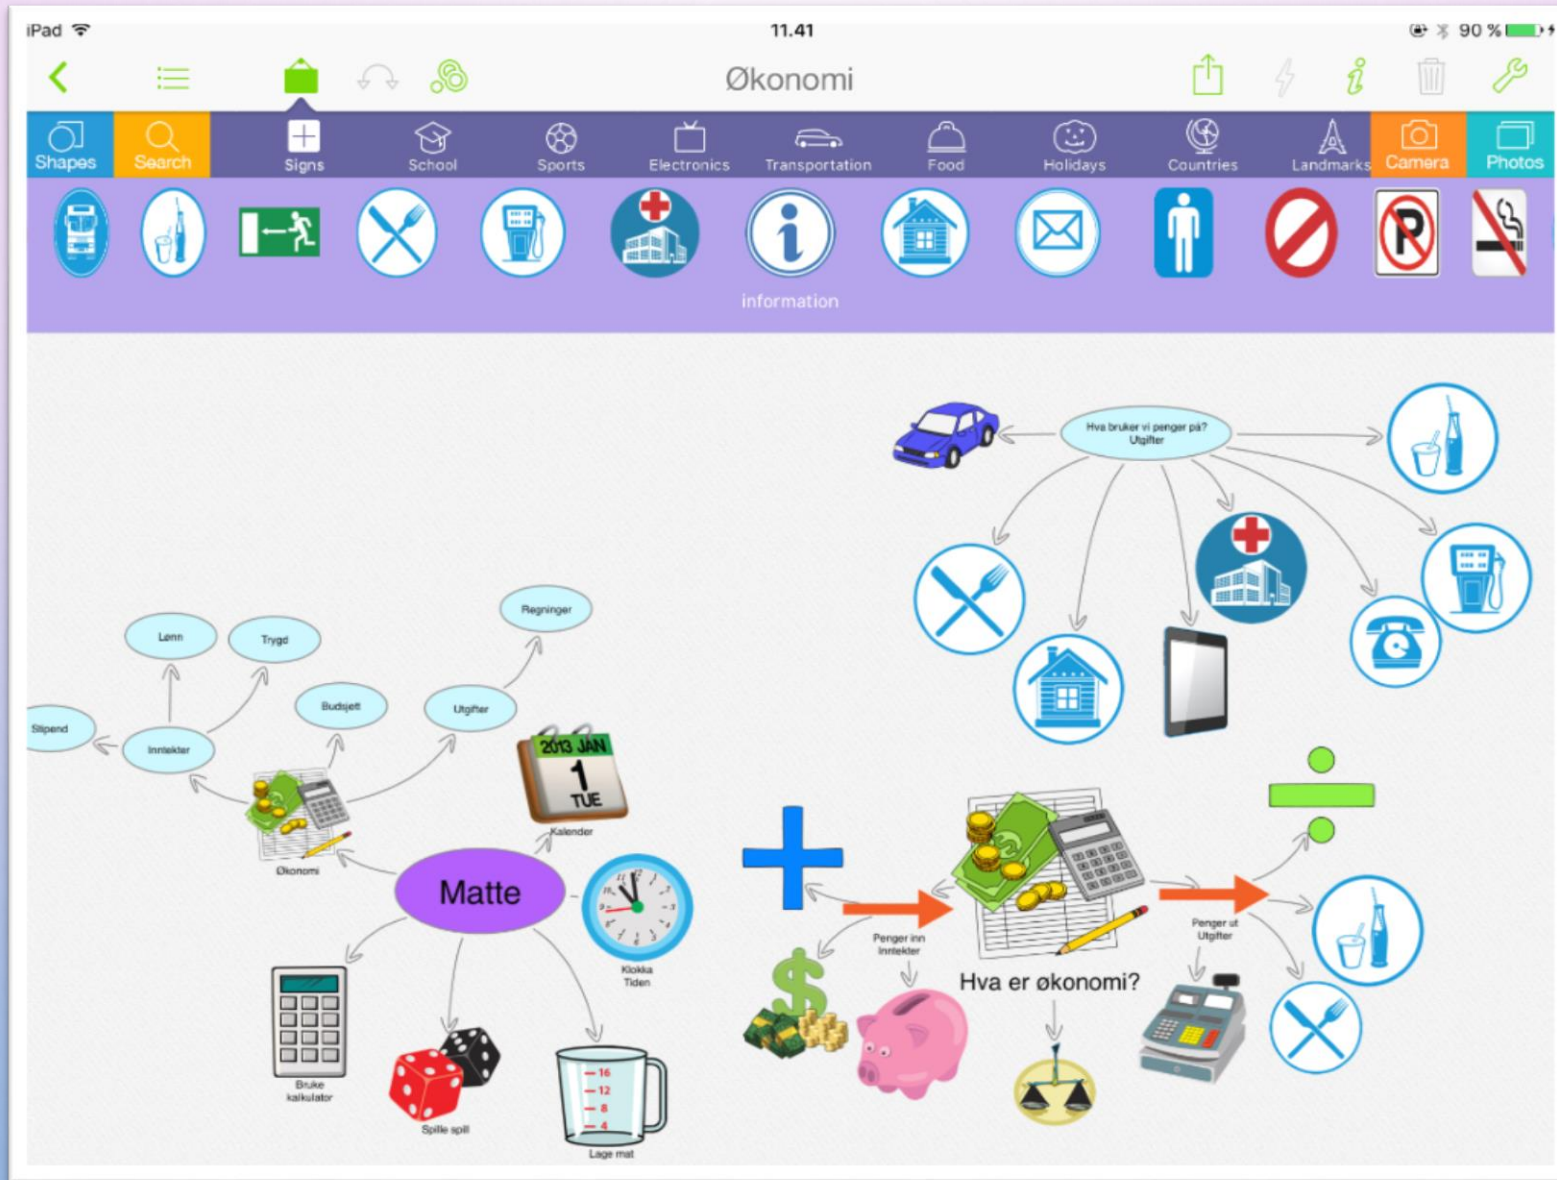 iPad
11.41
90 %
Økonomi
Shapes
Search
Signs
School
Sports
Electronics
Transportation
Food
Holidays
Countries
Landmarks
Camera
Photos
P
information
Hva bruker vi penger på?
Utgifter
Regninger
Lønn
Trygd
Budsjett
Utgifter
Stipend
Inntekter
2013 JAN
1
TUE
Kalender
Økonomi
Matte
Klokka
Tiden
Penger inn
Inntekter
Penger ut
Utgifter
Hva er økonomi?
Bruke
kalkulator
Spille spill
16
12
8
4
Lage mat